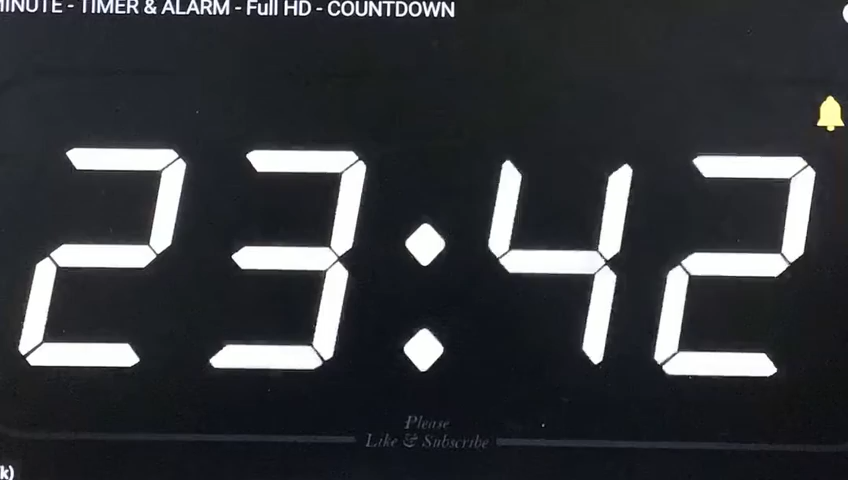 MINUTE - TIMER & ALARM - Full HD - COUNTDOWN
23:42
Please
Like & Subscribe
k)